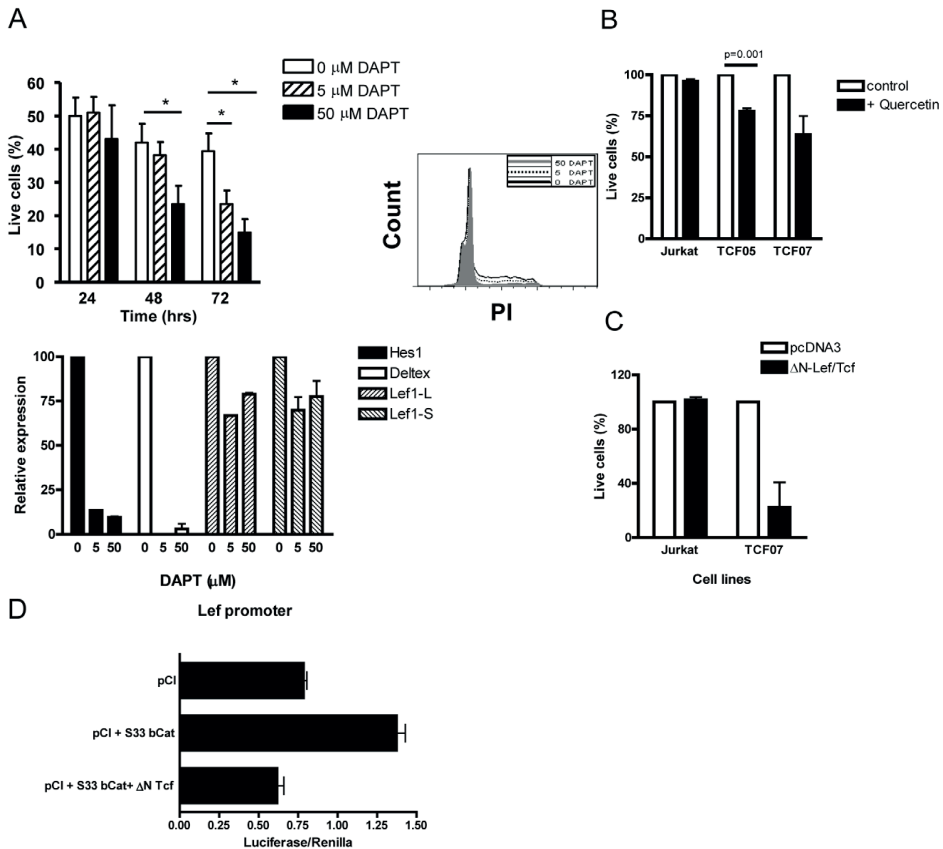 A
0 μM DAPT
5 μM DAPT
50 μM DAPT
Live cells (%)
60
50
40
30
20
10
0
*
*
*
24 48 72
Time (hrs)
Count
50 DAPT
5 DAPT
0 DAPT
PI
B
p=0.001
control
+ Quercetin
Live cells (%)
100
75
50
25
0
Jurkat TCF05 TCF07
Relative expression
100
75
50
25
0
Hes1
Deltex
Lef1-L
Lef1-S
0 5 50 0 5 50 0 5 50 0 5 50
DAPT (μM)
C
pcDNA3
ΔN-Lef/Tcf
Live cells (%)
120
80
40
0
Jurkat TCF07
Cell lines
D
Lef promoter
pCI
pCI + S33 bCat
pCI + S33 bCat+ ΔN Tcf
0.00 0.25 0.50 0.75 1.00 1.25 1.50
Luciferase/Renilla